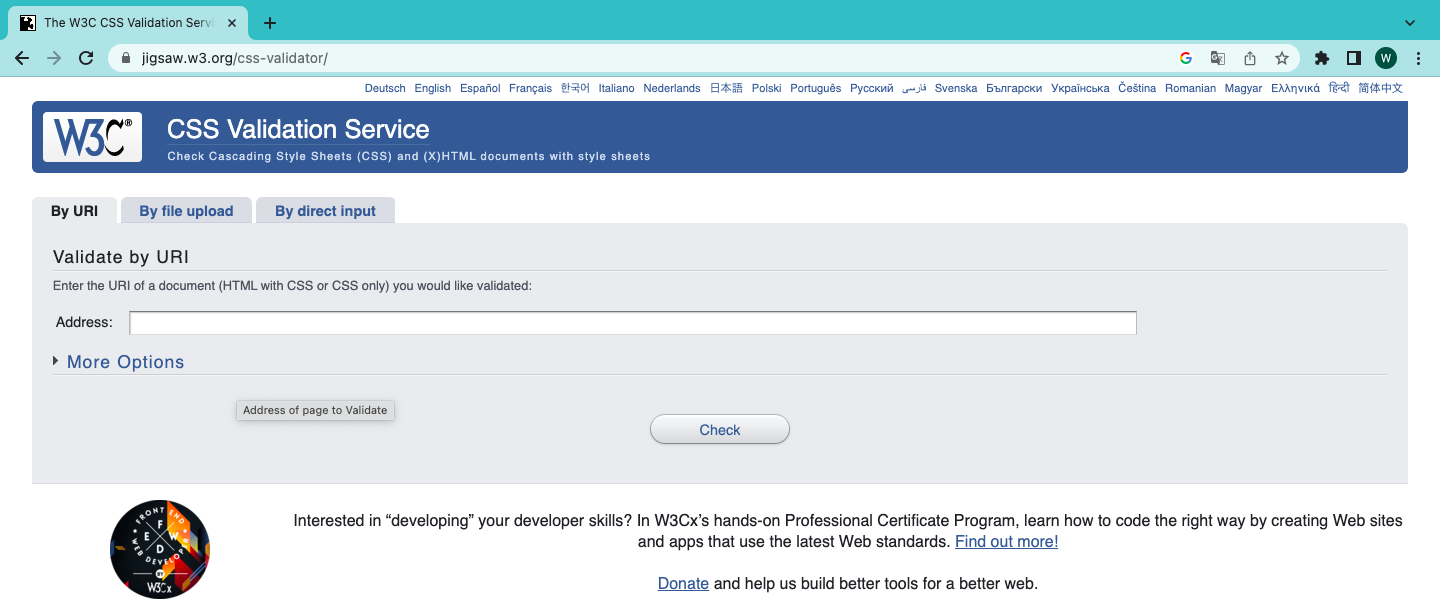 The W3C CSS Validation Servi
jigsaw.w3.org/css-validator/
W
Deutsch English Español Français 한국어 Italiano Nederlands 日本語 Polski Português Русский فارسی Svenska Български Українська Čeština Romanian Magyar Ελληνικά हिन्दी 简体中文
W3C® CSS Validation Service
Check Cascading Style Sheets (CSS) and (X)HTML documents with style sheets
By URI By file upload By direct input
Validate by URI
Enter the URI of a document (HTML with CSS or CSS only) you would like validated:
Address:
More Options
Address of page to Validate
Check
FRONT END
WEB DEVELOPER
F E W D
BY
W3Cx
Interested in “developing” your developer skills? In W3Cx’s hands-on Professional Certificate Program, learn how to code the right way by creating Web sites
and apps that use the latest Web standards. Find out more!
Donate and help us build better tools for a better web.